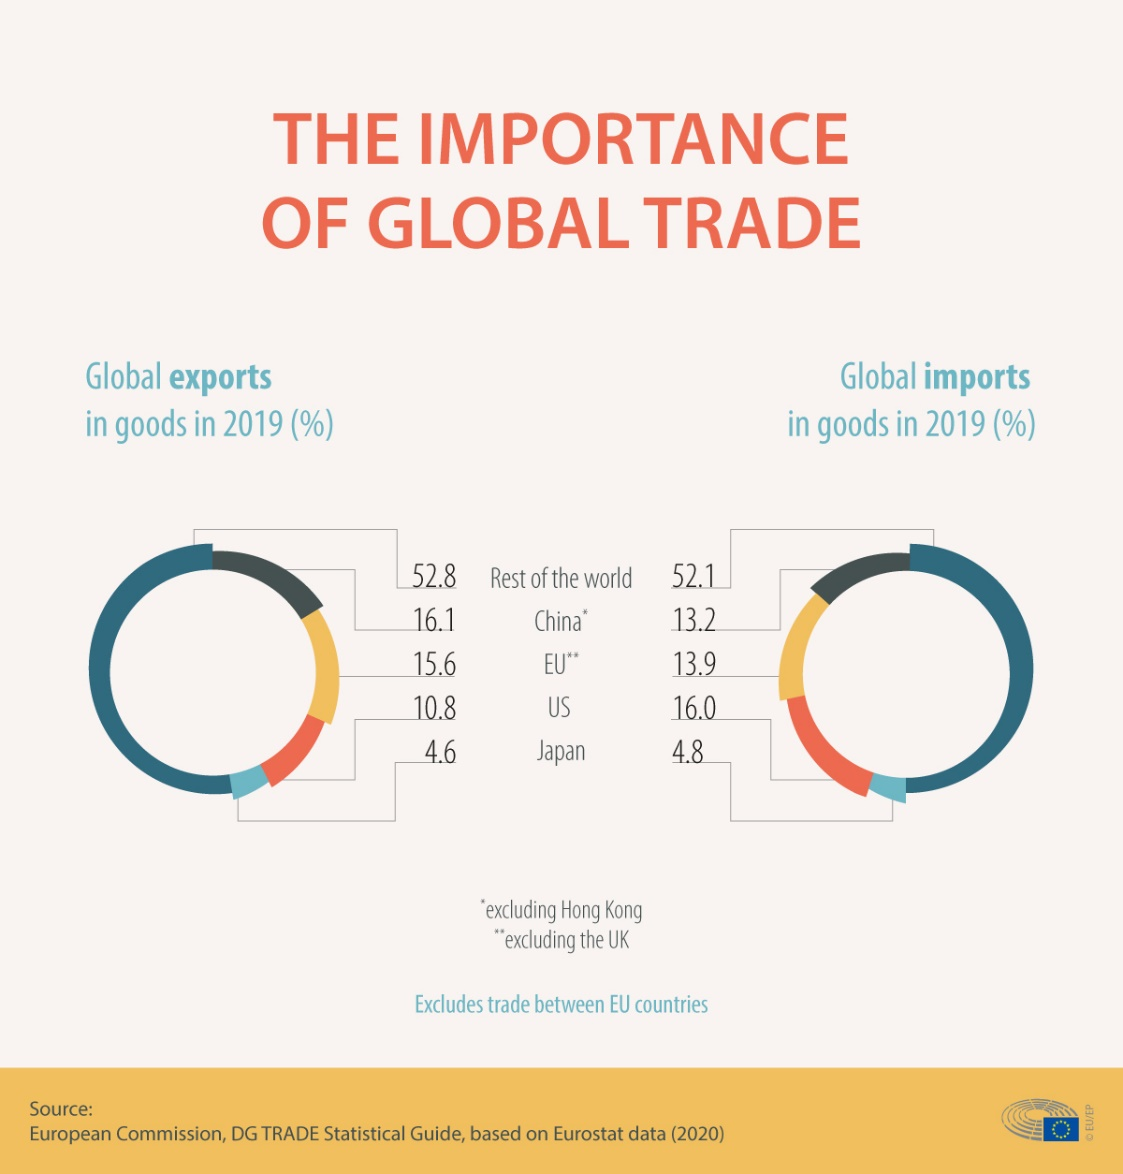 THE IMPORTANCE
OF GLOBAL TRADE
Global exports
in goods in 2019 (%)
Global imports
in goods in 2019 (%)
52.8 Rest of the world 52.1
16.1 China* 13.2
15.6 EU** 13.9
10.8 US 16.0
4.6 Japan 4.8
*excluding Hong Kong
**excluding the UK
Excludes trade between EU countries
Source:
European Commission, DG TRADE Statistical Guide, based on Eurostat data (2020)
© EU/EP